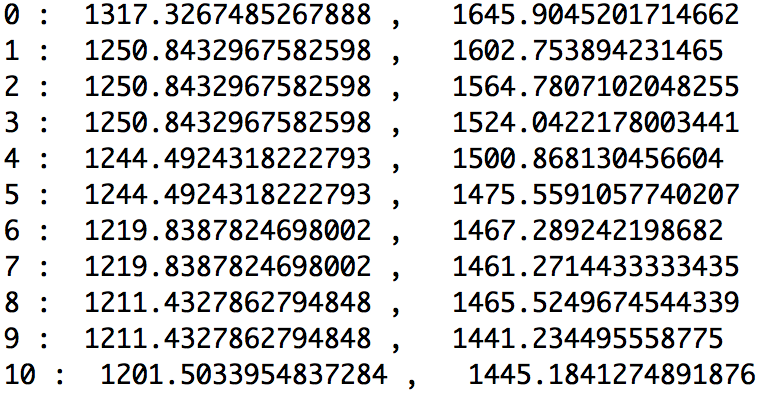 0 :  1317.3267485267888 ,   1645.9045201714662
1 :  1250.8432967582598 ,   1602.753894231465
2 :  1250.8432967582598 ,   1564.7807102048255
3 :  1250.8432967582598 ,   1524.0422178003441
4 :  1244.4924318222793 ,   1500.868130456604
5 :  1244.4924318222793 ,   1475.5591057740207
6 :  1219.8387824698002 ,   1467.289242198682
7 :  1219.8387824698002 ,   1461.2714433333435
8 :  1211.4327862794848 ,   1465.5249674544339
9 :  1211.4327862794848 ,   1441.234495558775
10 :  1201.5033954837284 ,   1445.1841274891876